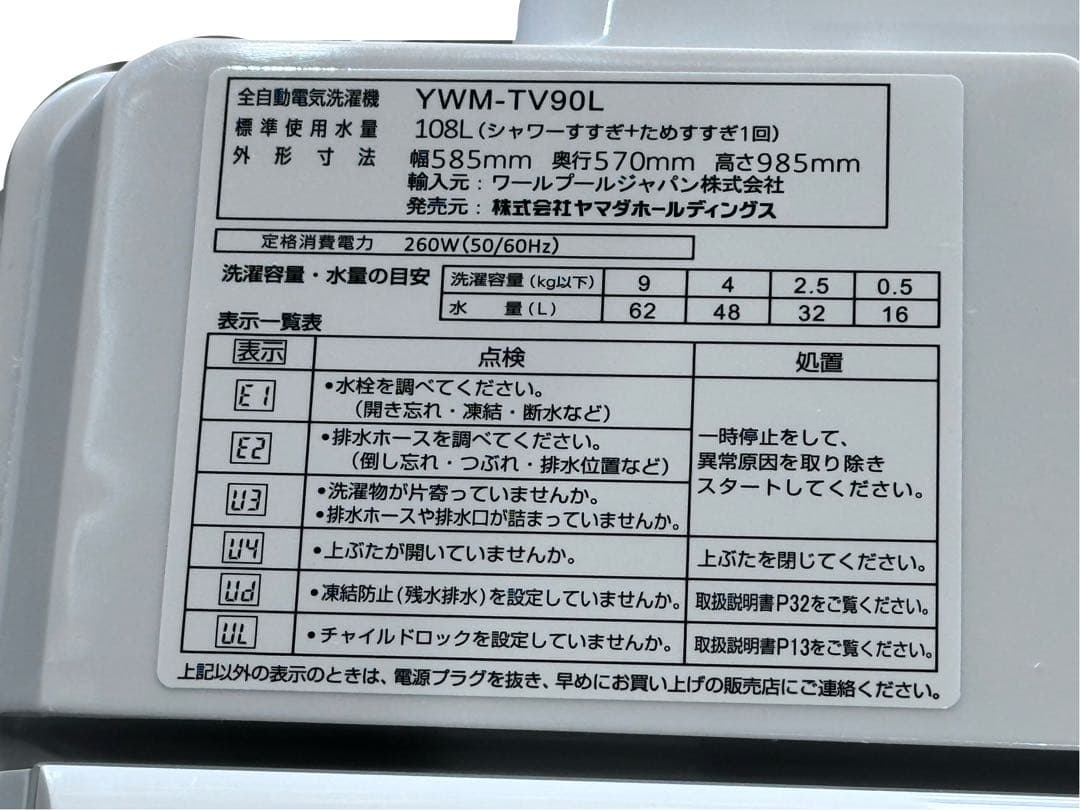 全自動電気洗濯機 YWM-TV90L
標準使用水量 108L(シャワーすすぎ+ためすすぎ1回)
外形寸法 幅585mm 奥行570mm 高さ985mm
輸入元:ワールプールジャパン株式会社
発売元:株式会社ヤマダホールディングス
定格消費電力 260W(50/60Hz)
洗濯容量・水量の目安 洗濯容量(kg以下) 9 4 2.5 0.5
水量(L) 62 48 32 16
表示一覧表
表示 点検 処置
E1 •水栓を調べてください。
(開き忘れ・凍結・断水など)
E2 •排水ホースを調べてください。
(倒し忘れ・つぶれ・排水位置など)
U3 •洗濯物が片寄っていませんか。
•排水ホースや排水口が詰まっていませんか。
一時停止をして、
異常原因を取り除き
スタートしてください。
U4 •上ぶたが開いていませんか。 上ぶたを閉じてください。
Ud •凍結防止(残水排水)を設定していませんか。 取扱説明書P32をご覧ください。
UL •チャイルドロックを設定していませんか。 取扱説明書P13をご覧ください。
上記以外の表示のときは、電源プラグを抜き、早めにお買い上げの販売店にご連絡ください。